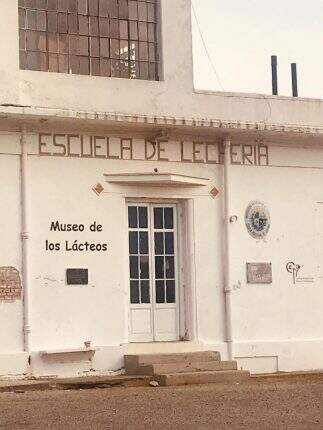 ESCUELA DE LECHERIA
Museo de
los Lácteos